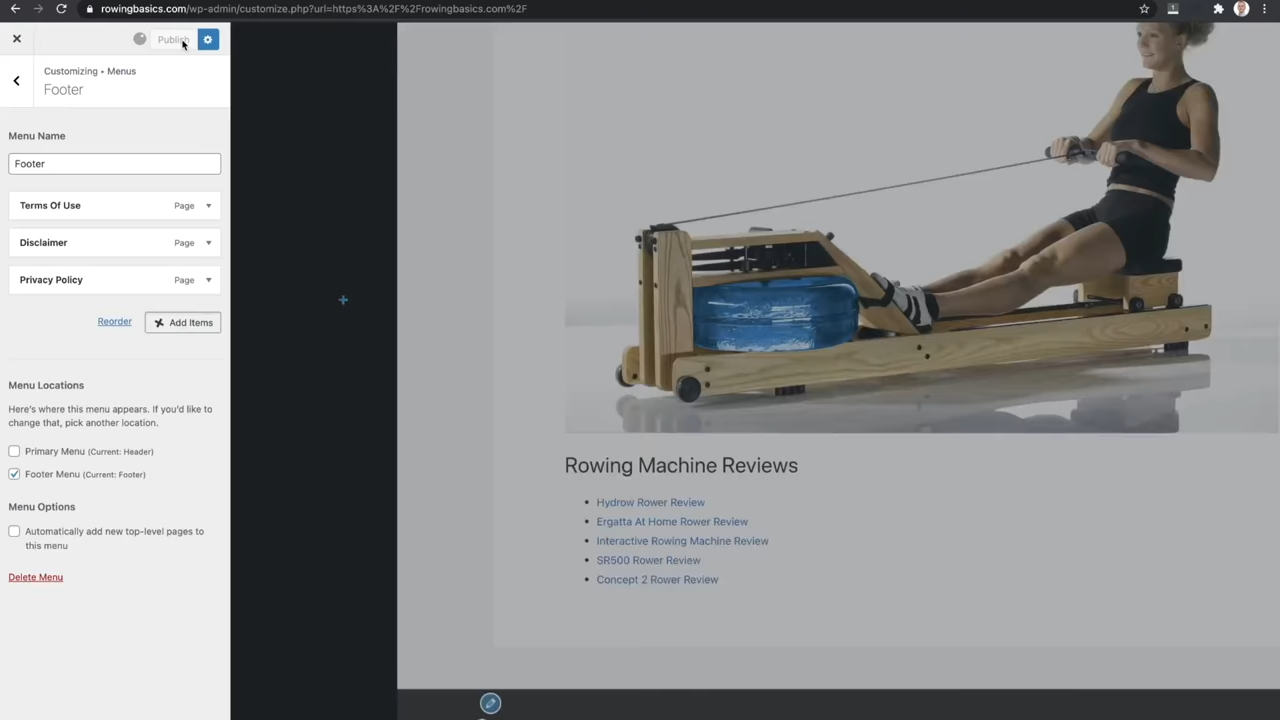 rowingbasics.com/wp-admin/customize.php?url=https%3A%2F%2Frowingbasics.com%2F
1
Publish
Customizing • Menus
Footer
Menu Name
Footer
Terms Of Use Page
Disclaimer Page
Privacy Policy Page
Reorder Add Items
Menu Locations
Here's where this menu appears. If you'd like to
change that, pick another location.
Primary Menu (Current: Header)
Footer Menu (Current: Footer)
Menu Options
Automatically add new top-level pages to
this menu
Delete Menu
Rowing Machine Reviews
• Hydrow Rower Review
• Ergatta At Home Rower Review
• Interactive Rowing Machine Review
• SR500 Rower Review
• Concept 2 Rower Review